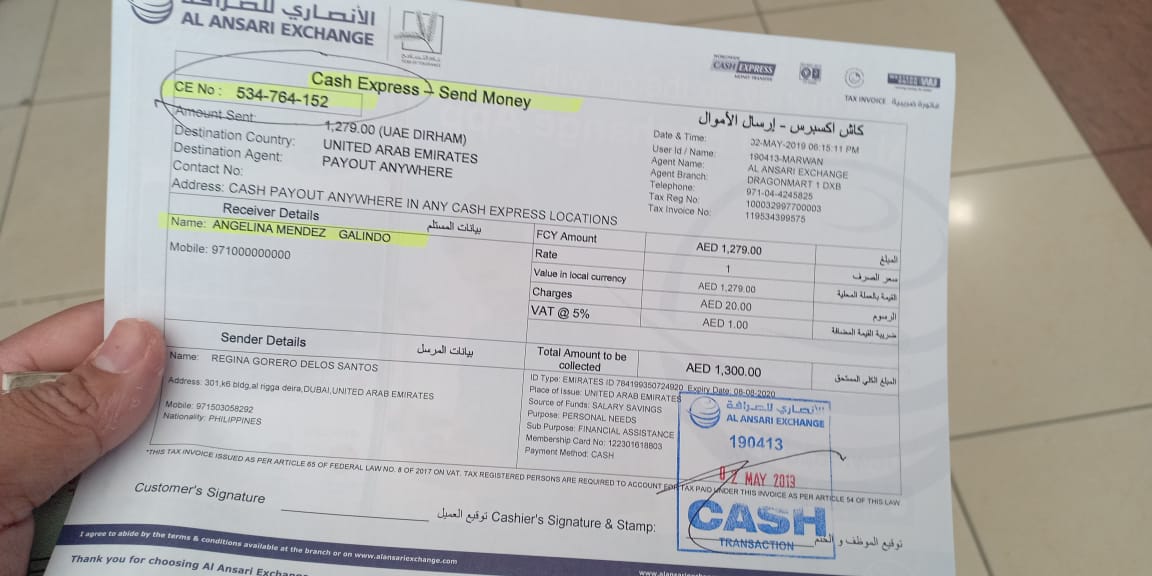 الأنصاري للصرافة
AL ANSARI EXCHANGE
CASH EXPRESS
MONEY TRANSFER
TAX INVOICE فاتورة ضريبية
Cash Express – Send Money
كاش اكسبرس - إرسال الأموال
CE No : 534-764-152
Amount Sent: 1,279.00 (UAE DIRHAM)
Destination Country: UNITED ARAB EMIRATES
Destination Agent: PAYOUT ANYWHERE
Contact No:
Address: CASH PAYOUT ANYWHERE IN ANY CASH EXPRESS LOCATIONS
Date & Time: 02-MAY-2019 06:15:11 PM
User Id / Name: 190413-MARWAN
Agent Name: AL ANSARI EXCHANGE
Agent Branch: DRAGONMART 1 DXB
Telephone: 971-04-4245825
Tax Reg No: 100032997700003
Tax Invoice No: 119534399575
Receiver Details بيانات المستلم
Name: ANGELINA MENDEZ GALINDO
Mobile: 971000000000
FCY Amount AED 1,279.00 المبلغ
Rate 1 سعر الصرف
Value in local currency AED 1,279.00 القيمة بالعملة المحلية
Charges AED 20.00 الرسوم
VAT @ 5% AED 1.00 ضريبة القيمة المضافة
Sender Details بيانات المرسل
Name: REGINA GORERO DELOS SANTOS
Address: 301,k6 bldg,al rigga deira,DUBAI,UNITED ARAB EMIRATES
Mobile: 971503058292
Nationality: PHILIPPINES
Total Amount to be collected AED 1,300.00 المبلغ الكلي المستحق
ID Type: EMIRATES ID 784199350724920 Expiry Date: 06-08-2020
Place of Issue: UNITED ARAB EMIRATES
Source of Funds: SALARY SAVINGS
Purpose: PERSONAL NEEDS
Sub Purpose: FINANCIAL ASSISTANCE
Membership Card No: 122301618803
Payment Method: CASH
الأنصاري للصرافة
AL ANSARI EXCHANGE
190413
02 MAY 2019
CASH
TRANSACTION
*THIS TAX INVOICE ISSUED AS PER ARTICLE 65 OF FEDERAL LAW NO. 8 OF 2017 ON VAT. TAX REGISTERED PERSONS ARE REQUIRED TO ACCOUNT FOR TAX PAID UNDER THIS INVOICE AS PER ARTICLE 54 OF THIS LAW
Customer's Signature توقيع العميل
Cashier's Signature & Stamp: توقيع الموظف و الختم
I agree to abide by the terms & conditions available at the branch or on www.alansariexchange.com
Thank you for choosing Al Ansari